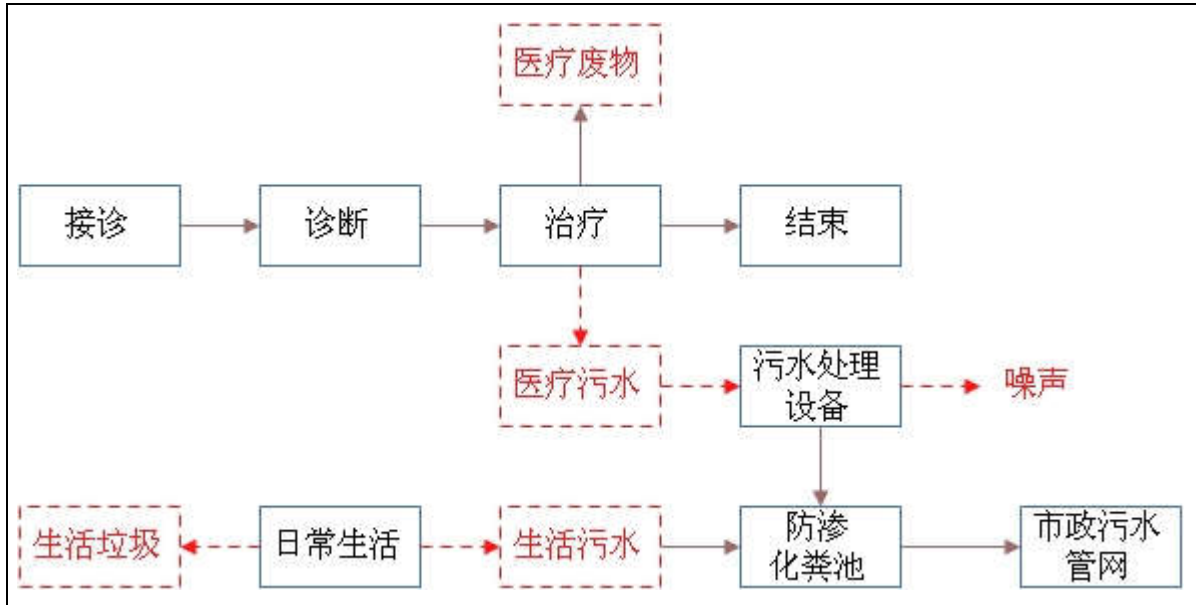 医疗废物
接诊
诊断
治疗
结束
医疗污水
污水处理
设备
噪声
生活垃圾
日常生活
生活污水
防渗
化粪池
市政污水
管网